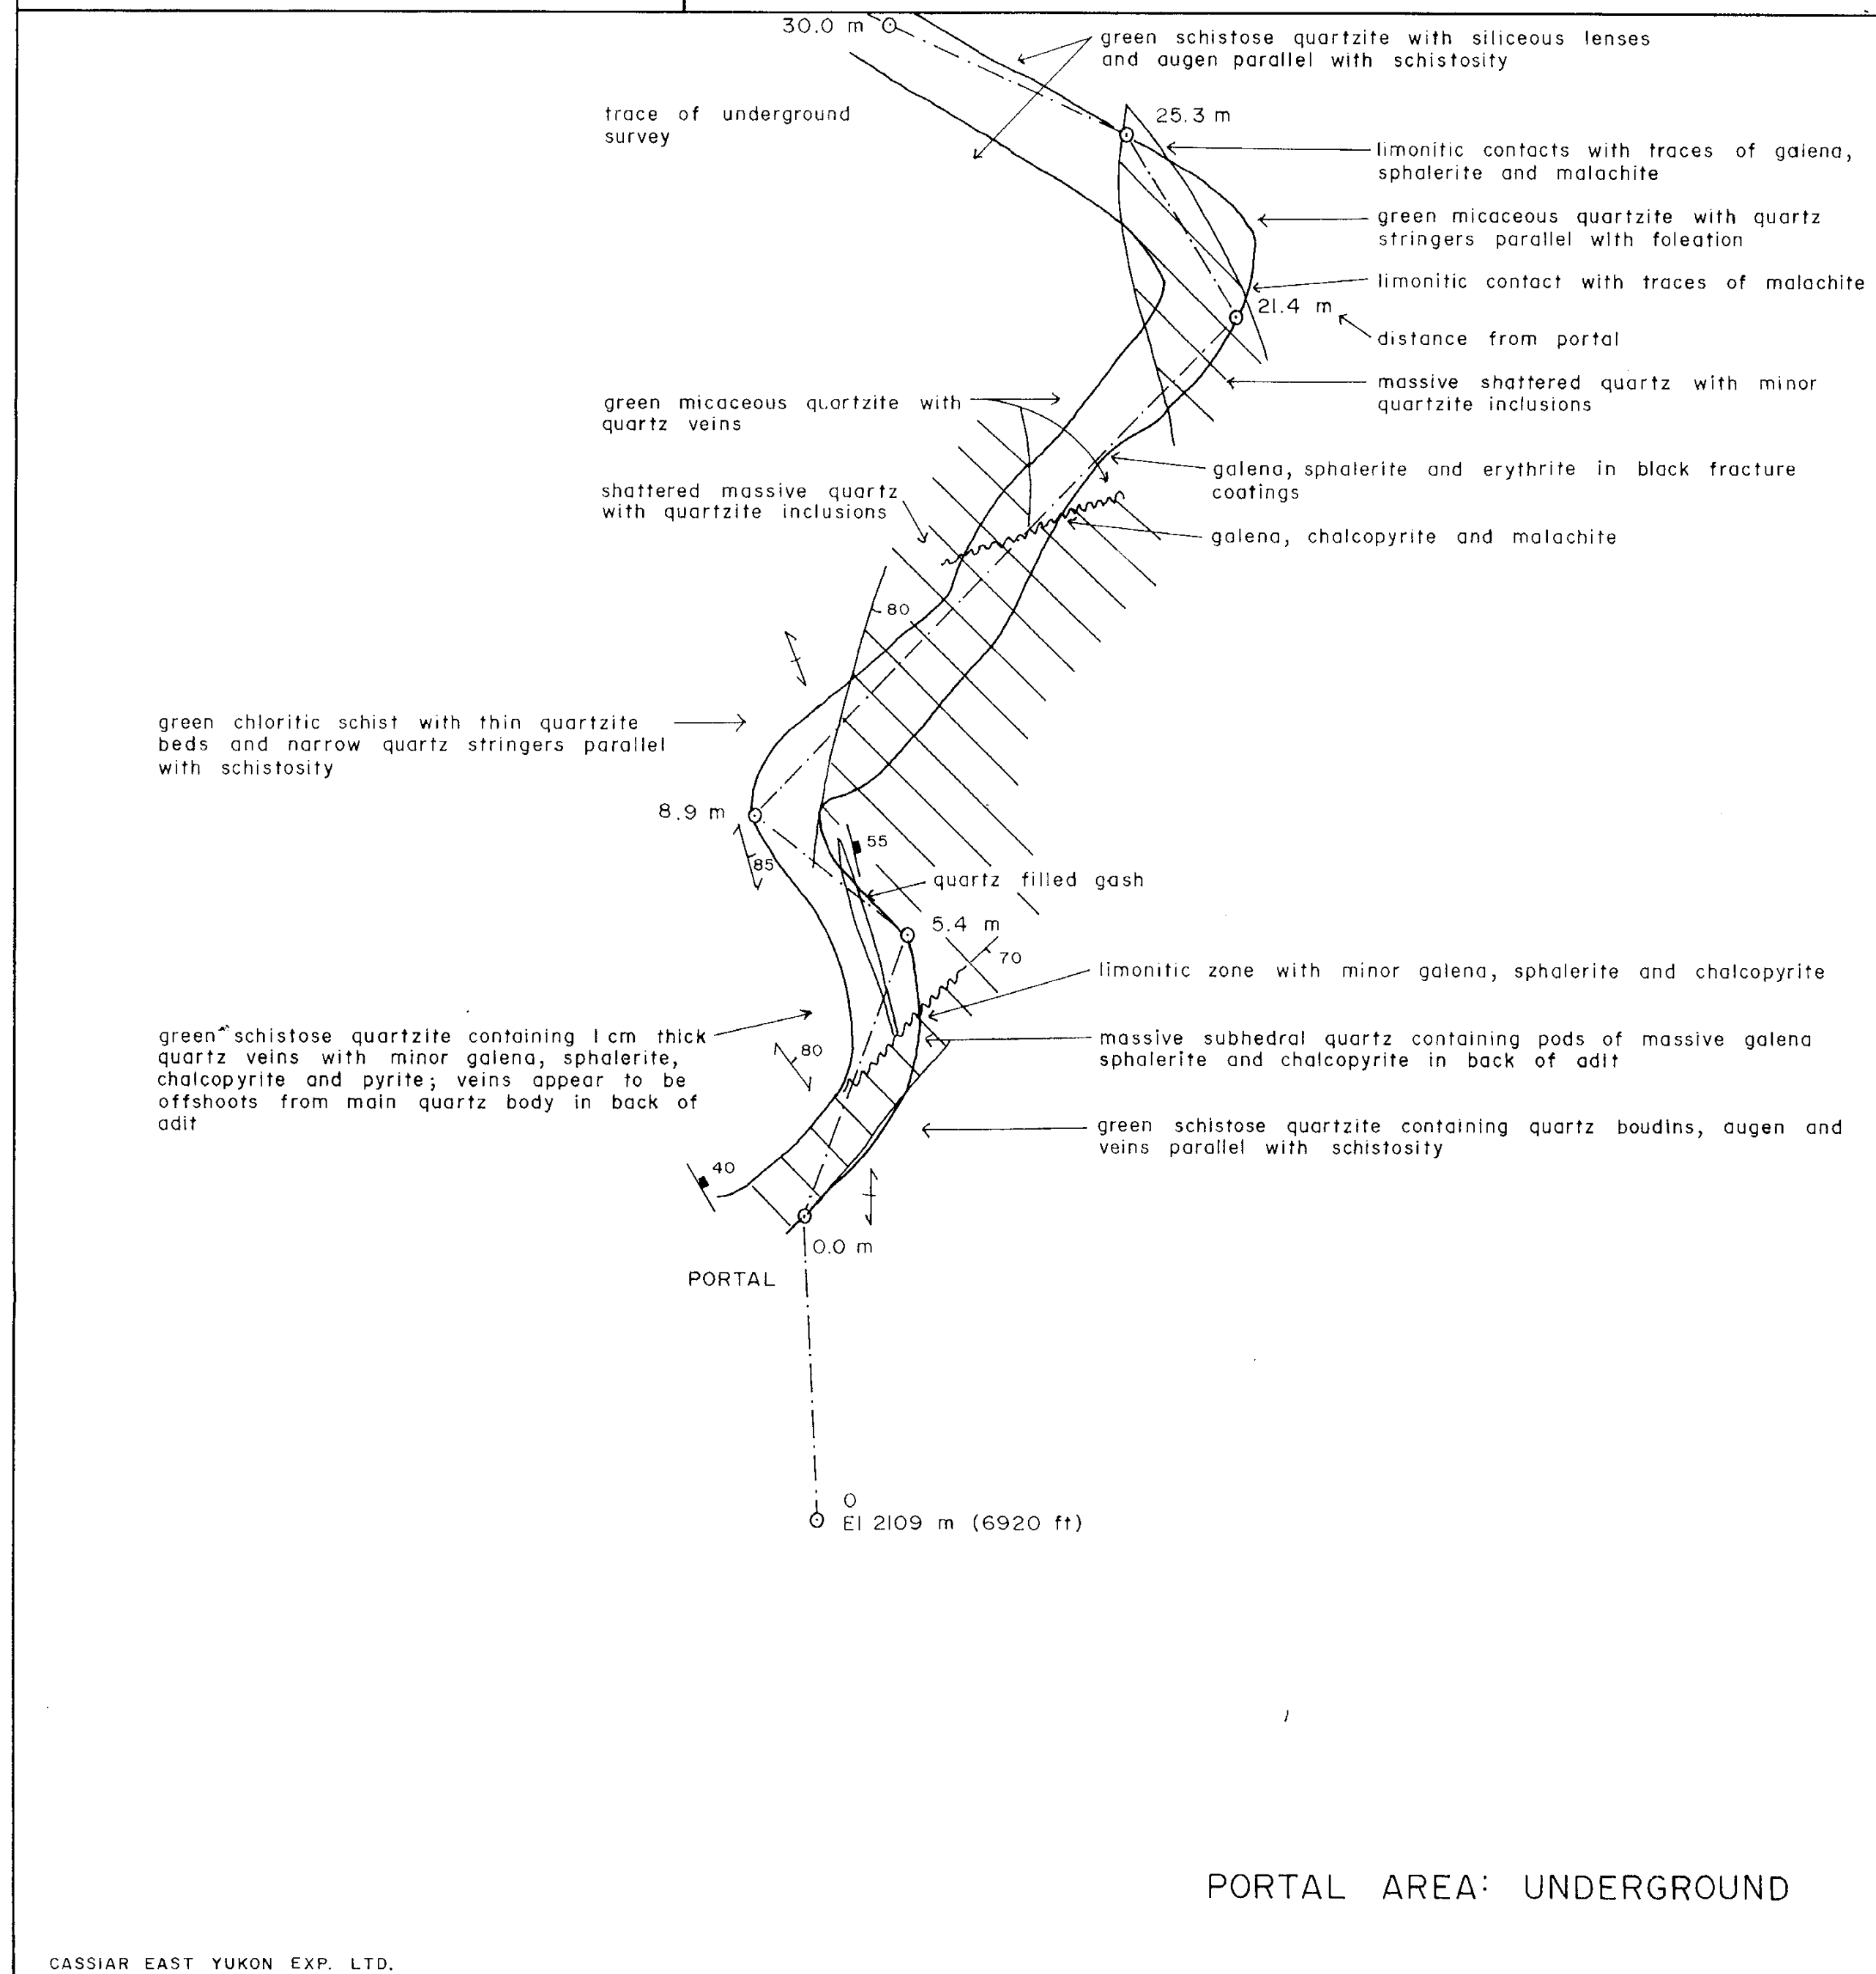 30.0 m
green schistose quartzite with siliceous lenses
and augen parallel with schistosity
trace of underground
survey
25.3 m
limonitic contacts with traces of galena,
sphalerite and malachite
green micaceous quartzite with quartz
stringers parallel with foleation
limonitic contact with traces of malachite
21.4 m
distance from portal
massive shattered quartz with minor
quartzite inclusions
green micaceous quartzite with
quartz veins
galena, sphalerite and erythrite in black fracture
coatings
shattered massive quartz
with quartzite inclusions
galena, chalcopyrite and malachite
80
green chloritic schist with thin quartzite
beds and narrow quartz stringers parallel
with schistosity
8.9 m
55
85
quartz filled gash
5.4 m
70
limonitic zone with minor galena, sphalerite and chalcopyrite
green schistose quartzite containing 1 cm thick
quartz veins with minor galena, sphalerite,
chalcopyrite and pyrite; veins appear to be
offshoots from main quartz body in back of
adit
massive subhedral quartz containing pods of massive galena
sphalerite and chalcopyrite in back of adit
80
green schistose quartzite containing quartz boudins, augen and
veins parallel with schistosity
40
0.0 m
PORTAL
0
El 2109 m (6920 ft)
PORTAL AREA: UNDERGROUND
CASSIAR EAST YUKON EXP. LTD.